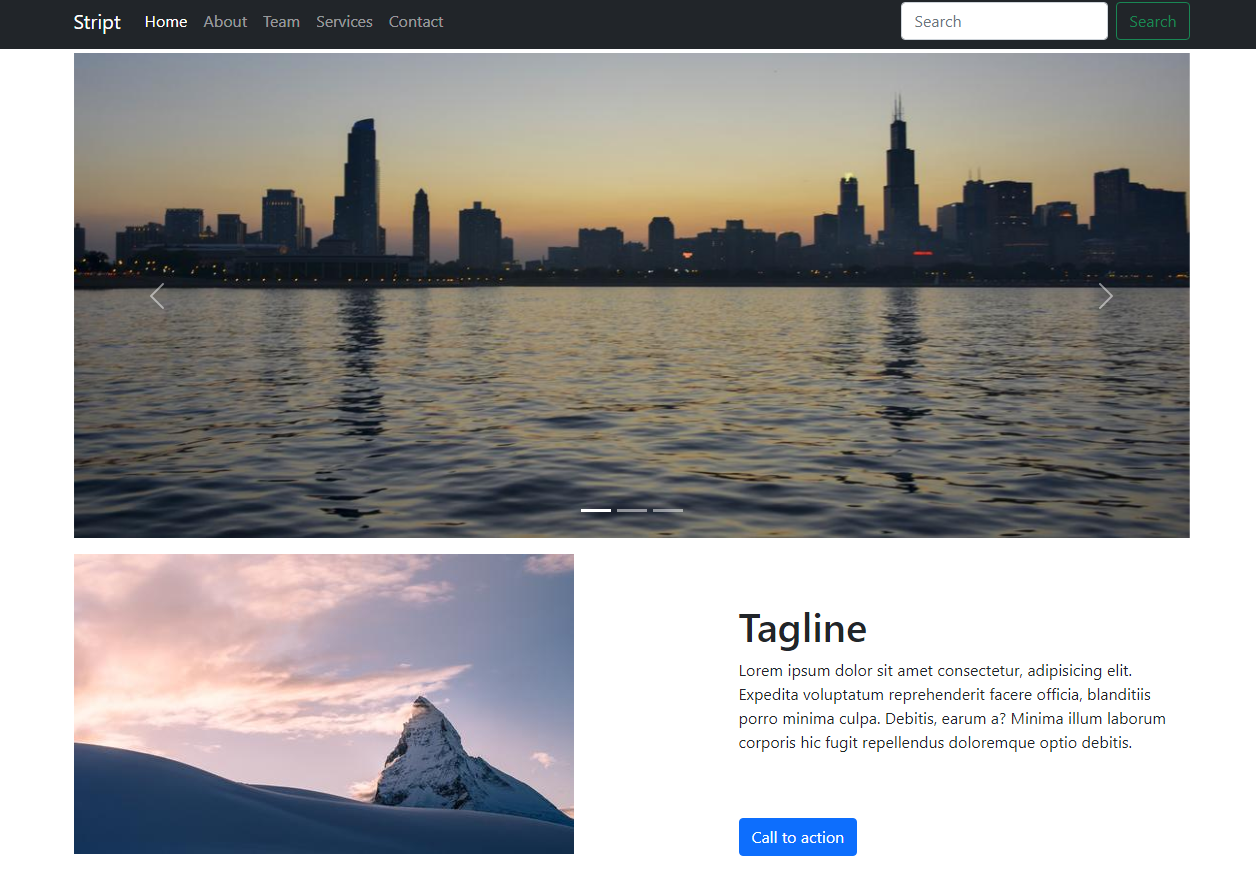 Stript Home About Team Services Contact Search Search
Tagline
Lorem ipsum dolor sit amet consectetur, adipisicing elit.
Expedita voluptatum reprehenderit facere officia, blanditiis
porro minima culpa. Debitis, earum a? Minima illum laborum
corporis hic fugit repellendus doloremque optio debitis.
Call to action